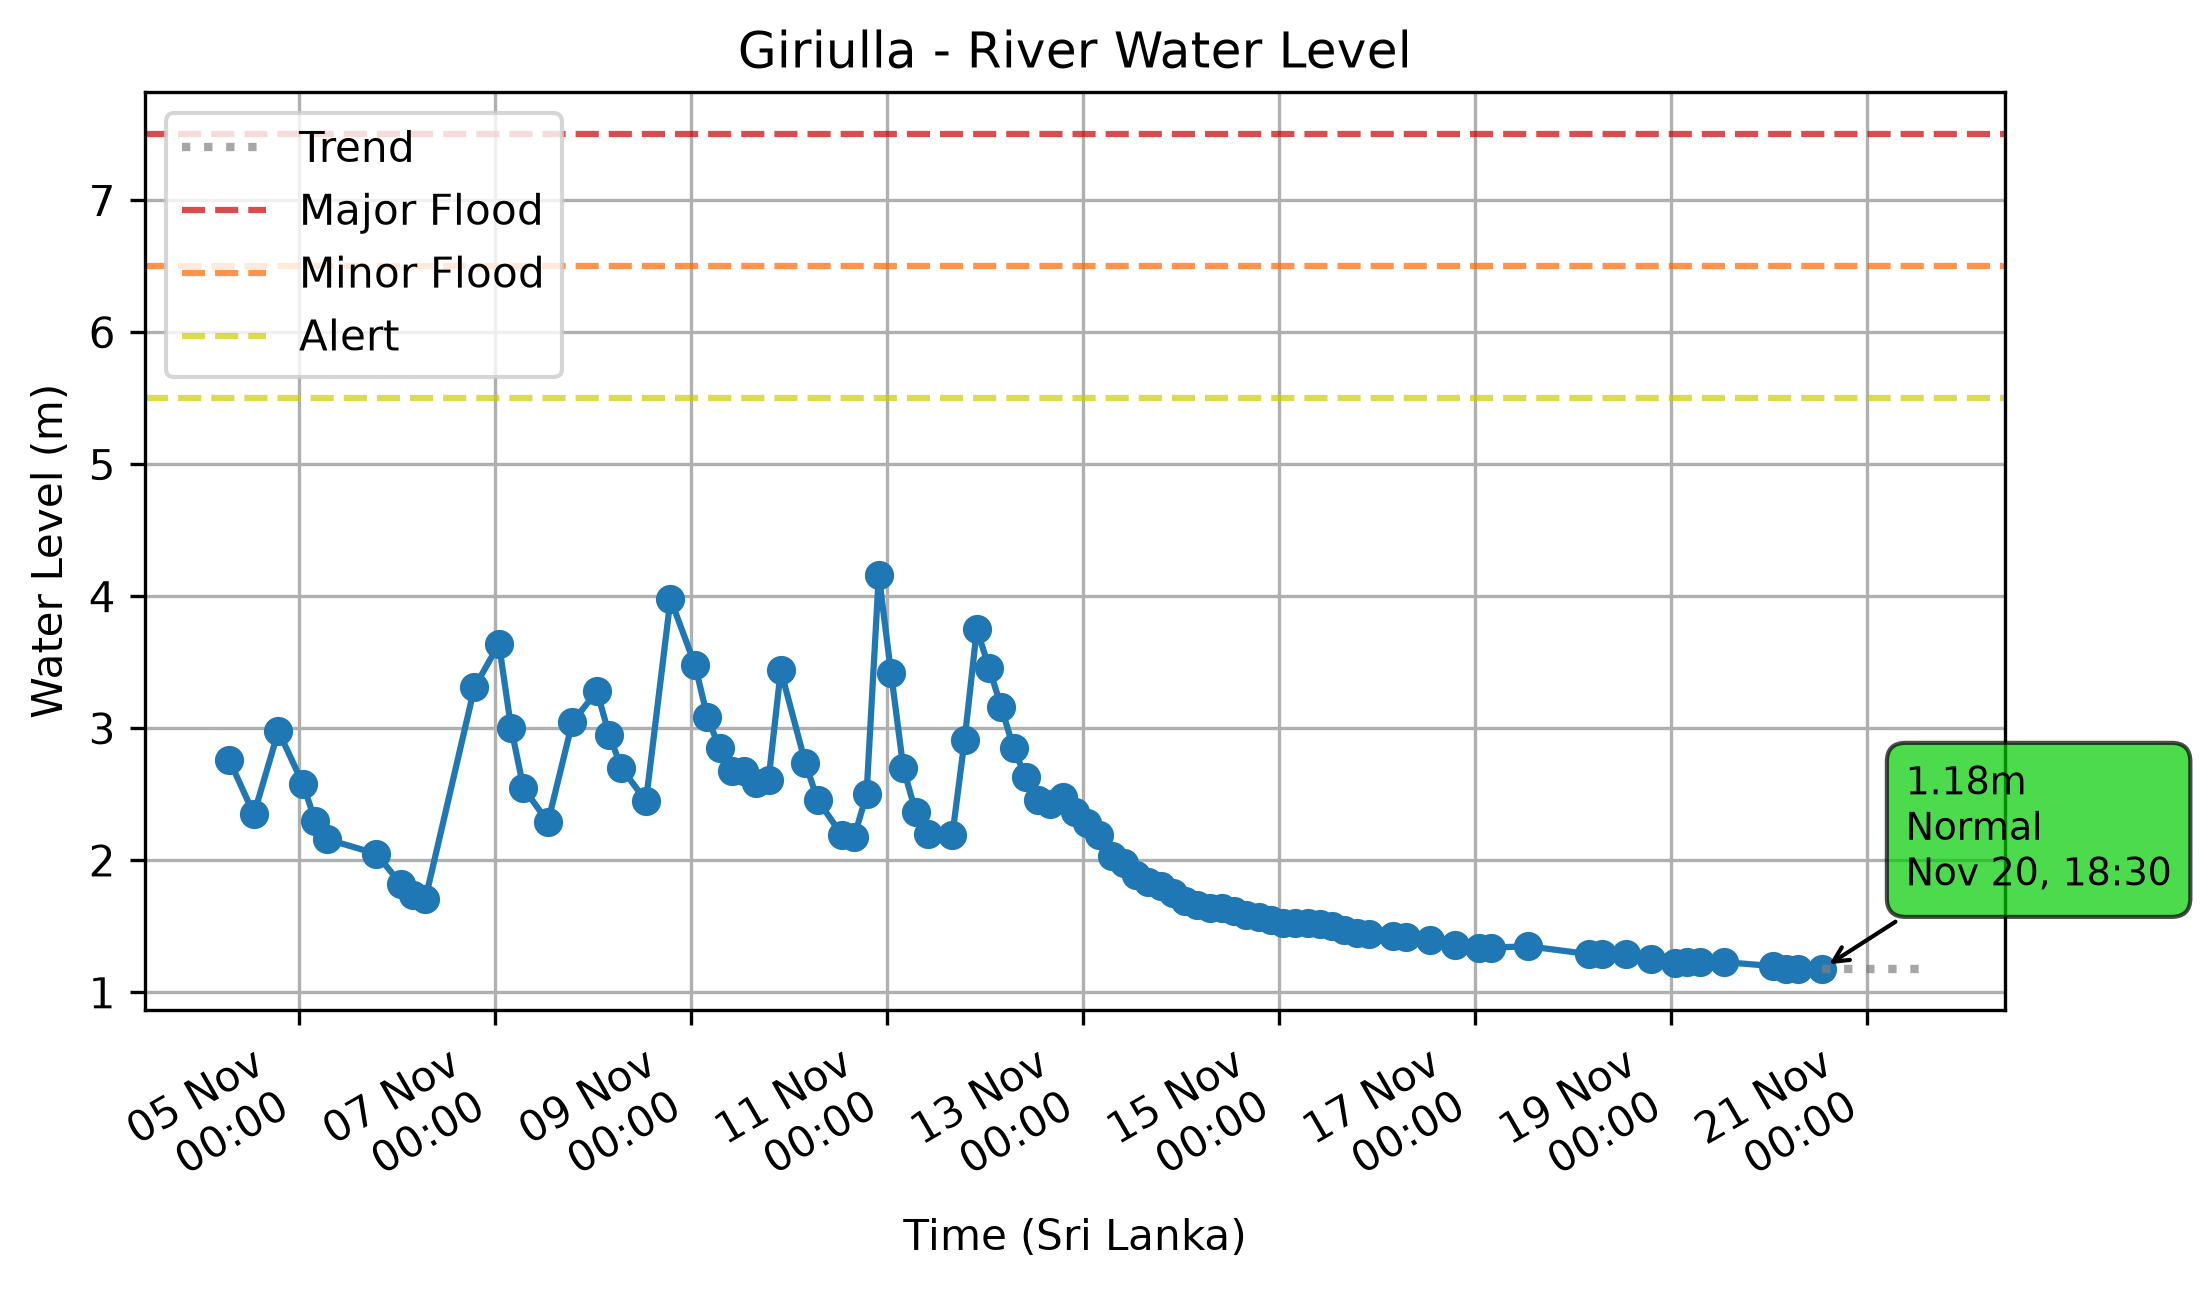 Giriulla - River Water Level
Trend
Major Flood
Minor Flood
Alert
7
6
5
4
3
2
1
Water Level (m)
1.18m
Normal
Nov 20, 18:30
05 Nov
00:00
07 Nov
00:00
09 Nov
00:00
11 Nov
00:00
13 Nov
00:00
15 Nov
00:00
17 Nov
00:00
19 Nov
00:00
21 Nov
00:00
Time (Sri Lanka)